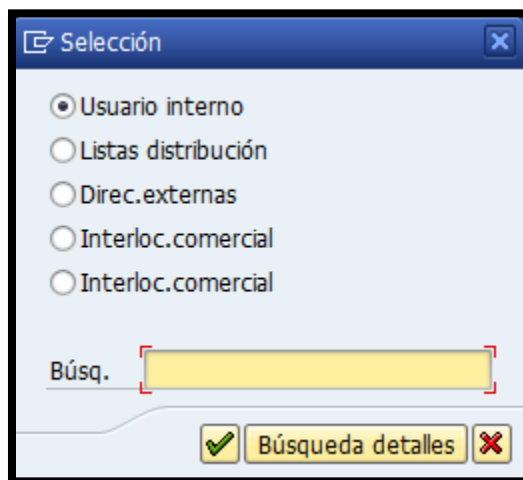 Selección
Usuario interno
Listas distribución
Direc.externas
Interloc.comercial
Interloc.comercial
Búsq.
Búsqueda detalles